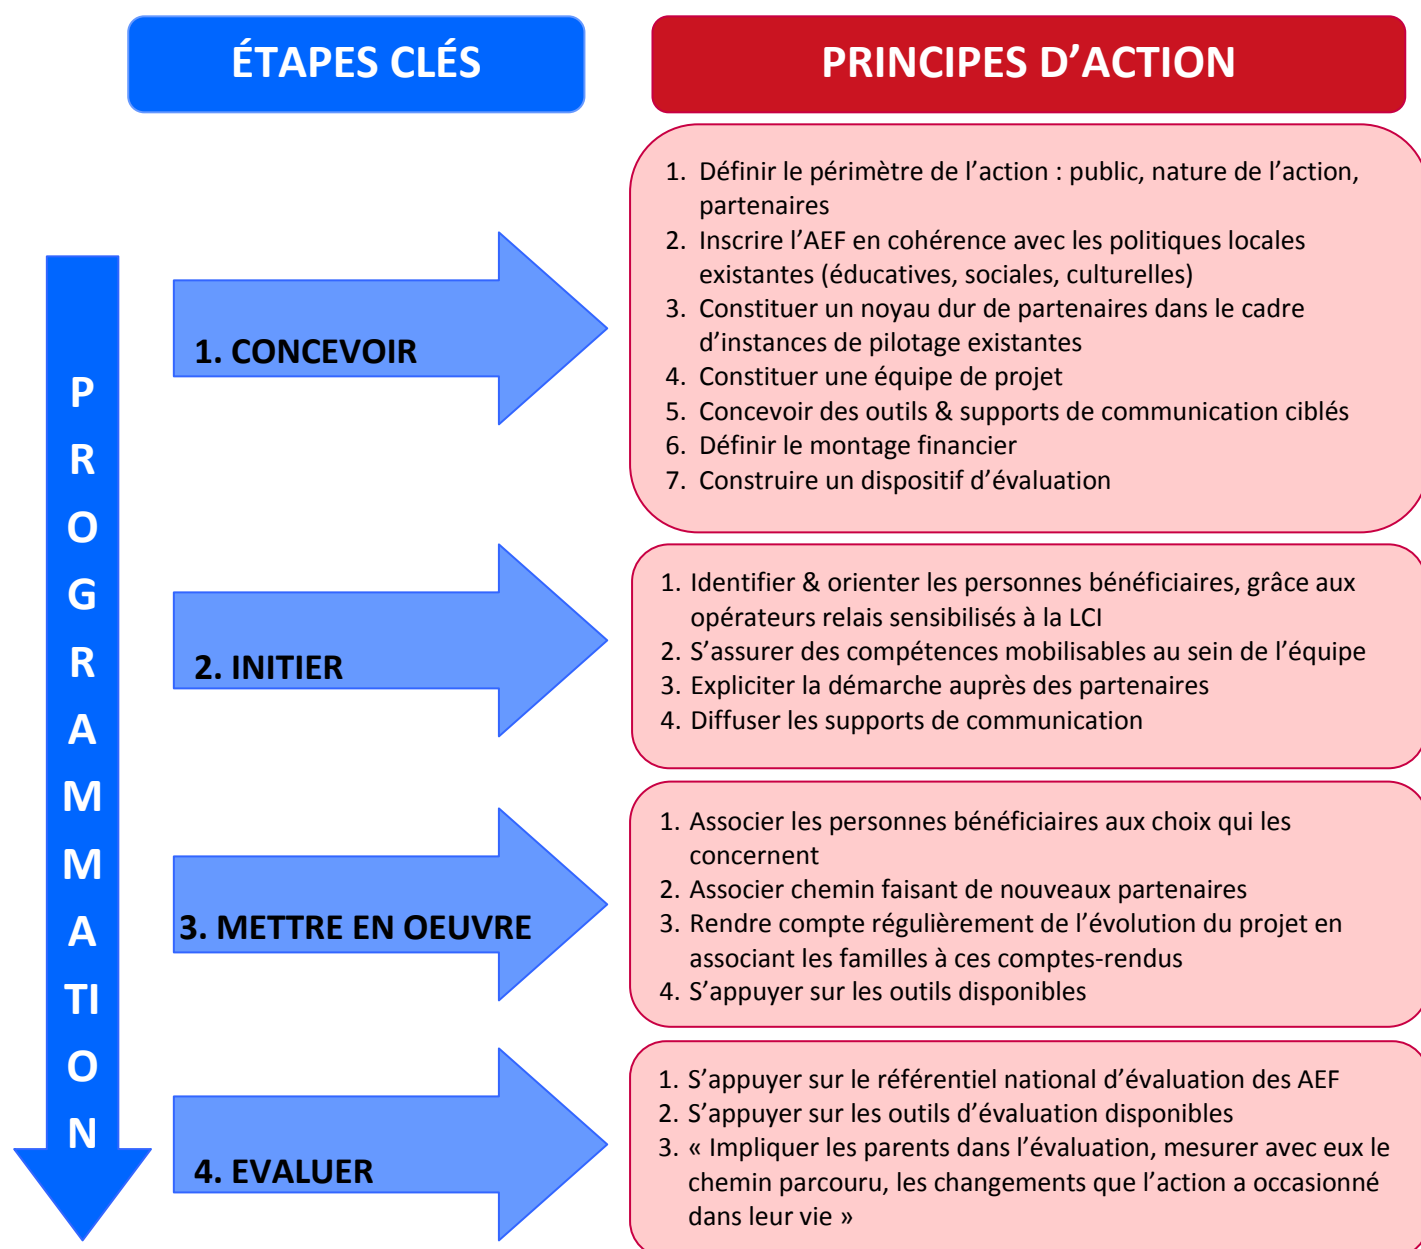 ÉTAPES CLÉS
PRINCIPES D’ACTION
PROGRAMMATION
1. CONCEVOIR
1. Définir le périmètre de l’action : public, nature de l’action,
partenaires
2. Inscrire l’AEF en cohérence avec les politiques locales
existantes (éducatives, sociales, culturelles)
3. Constituer un noyau dur de partenaires dans le cadre
d’instances de pilotage existantes
4. Constituer une équipe de projet
5. Concevoir des outils & supports de communication ciblés
6. Définir le montage financier
7. Construire un dispositif d’évaluation
2. INITIER
1. Identifier & orienter les personnes bénéficiaires, grâce aux
opérateurs relais sensibilisés à la LCI
2. S’assurer des compétences mobilisables au sein de l’équipe
3. Expliciter la démarche auprès des partenaires
4. Diffuser les supports de communication
3. METTRE EN OEUVRE
1. Associer les personnes bénéficiaires aux choix qui les
concernent
2. Associer chemin faisant de nouveaux partenaires
3. Rendre compte régulièrement de l’évolution du projet en
associant les familles à ces comptes-rendus
4. S’appuyer sur les outils disponibles
4. EVALUER
1. S’appuyer sur le référentiel national d’évaluation des AEF
2. S’appuyer sur les outils d’évaluation disponibles
3. « Impliquer les parents dans l’évaluation, mesurer avec eux le
chemin parcouru, les changements que l’action a occasionné
dans leur vie »